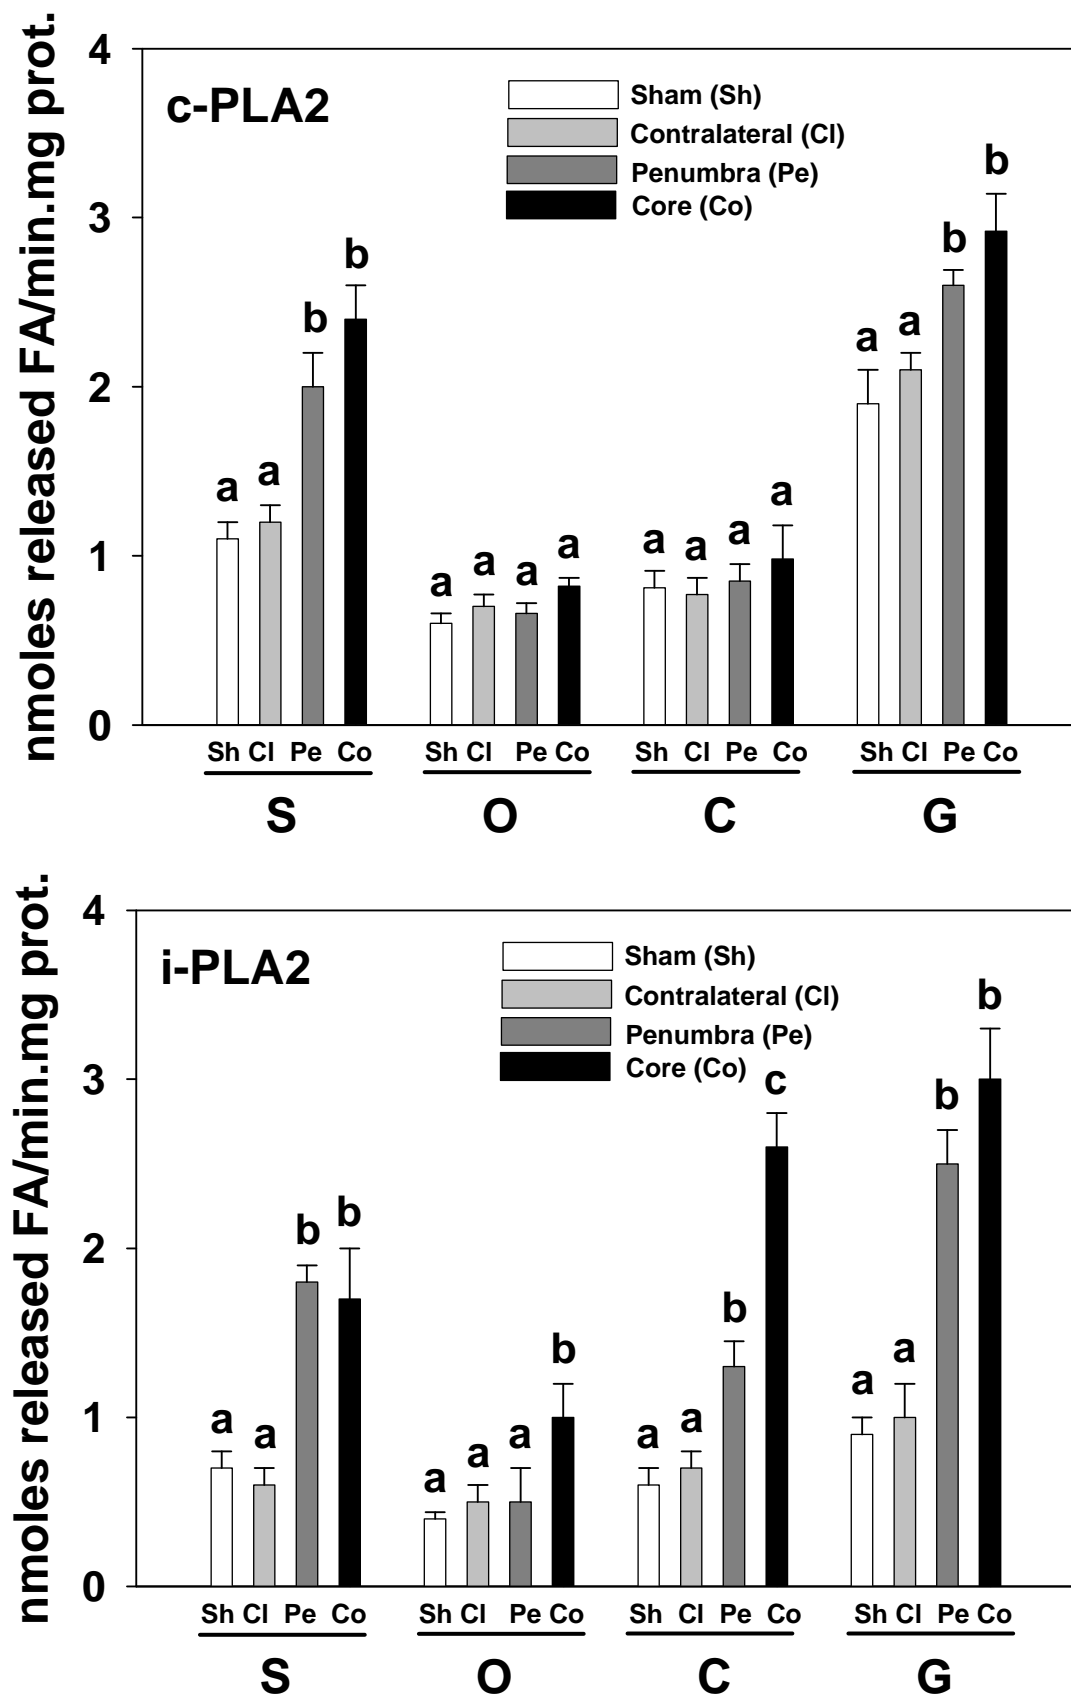 4
c-PLA2
Sham (Sh)
Contralateral (Cl)
Penumbra (Pe)
Core (Co)
nmoles released FA/min.mg prot.
3
2
1
0
b
b
a
a
a
a
a
a
a
a
a
a
a
a
b
b
Sh Cl Pe Co
Sh Cl Pe Co
Sh Cl Pe Co
Sh Cl Pe Co
S O C G
4
i-PLA2
Sham (Sh)
Contralateral (Cl)
Penumbra (Pe)
Core (Co)
nmoles released FA/min.mg prot.
3
2
1
0
a
a
b
b
a
a
a
b
a
a
b
c
a
a
b
b
Sh Cl Pe Co
Sh Cl Pe Co
Sh Cl Pe Co
Sh Cl Pe Co
S O C G